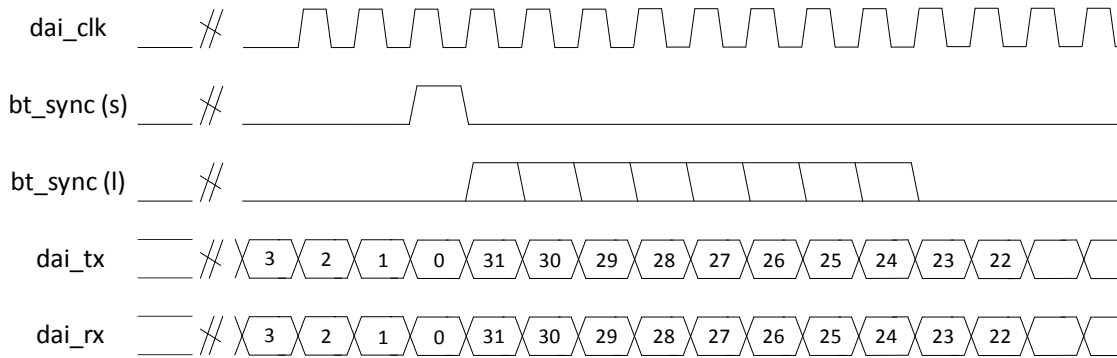 dai_clk
bt_sync (s)
bt_sync (l)
dai_tx 3 2 1 0 31 30 29 28 27 26 25 24 23 22
dai_rx 3 2 1 0 31 30 29 28 27 26 25 24 23 22